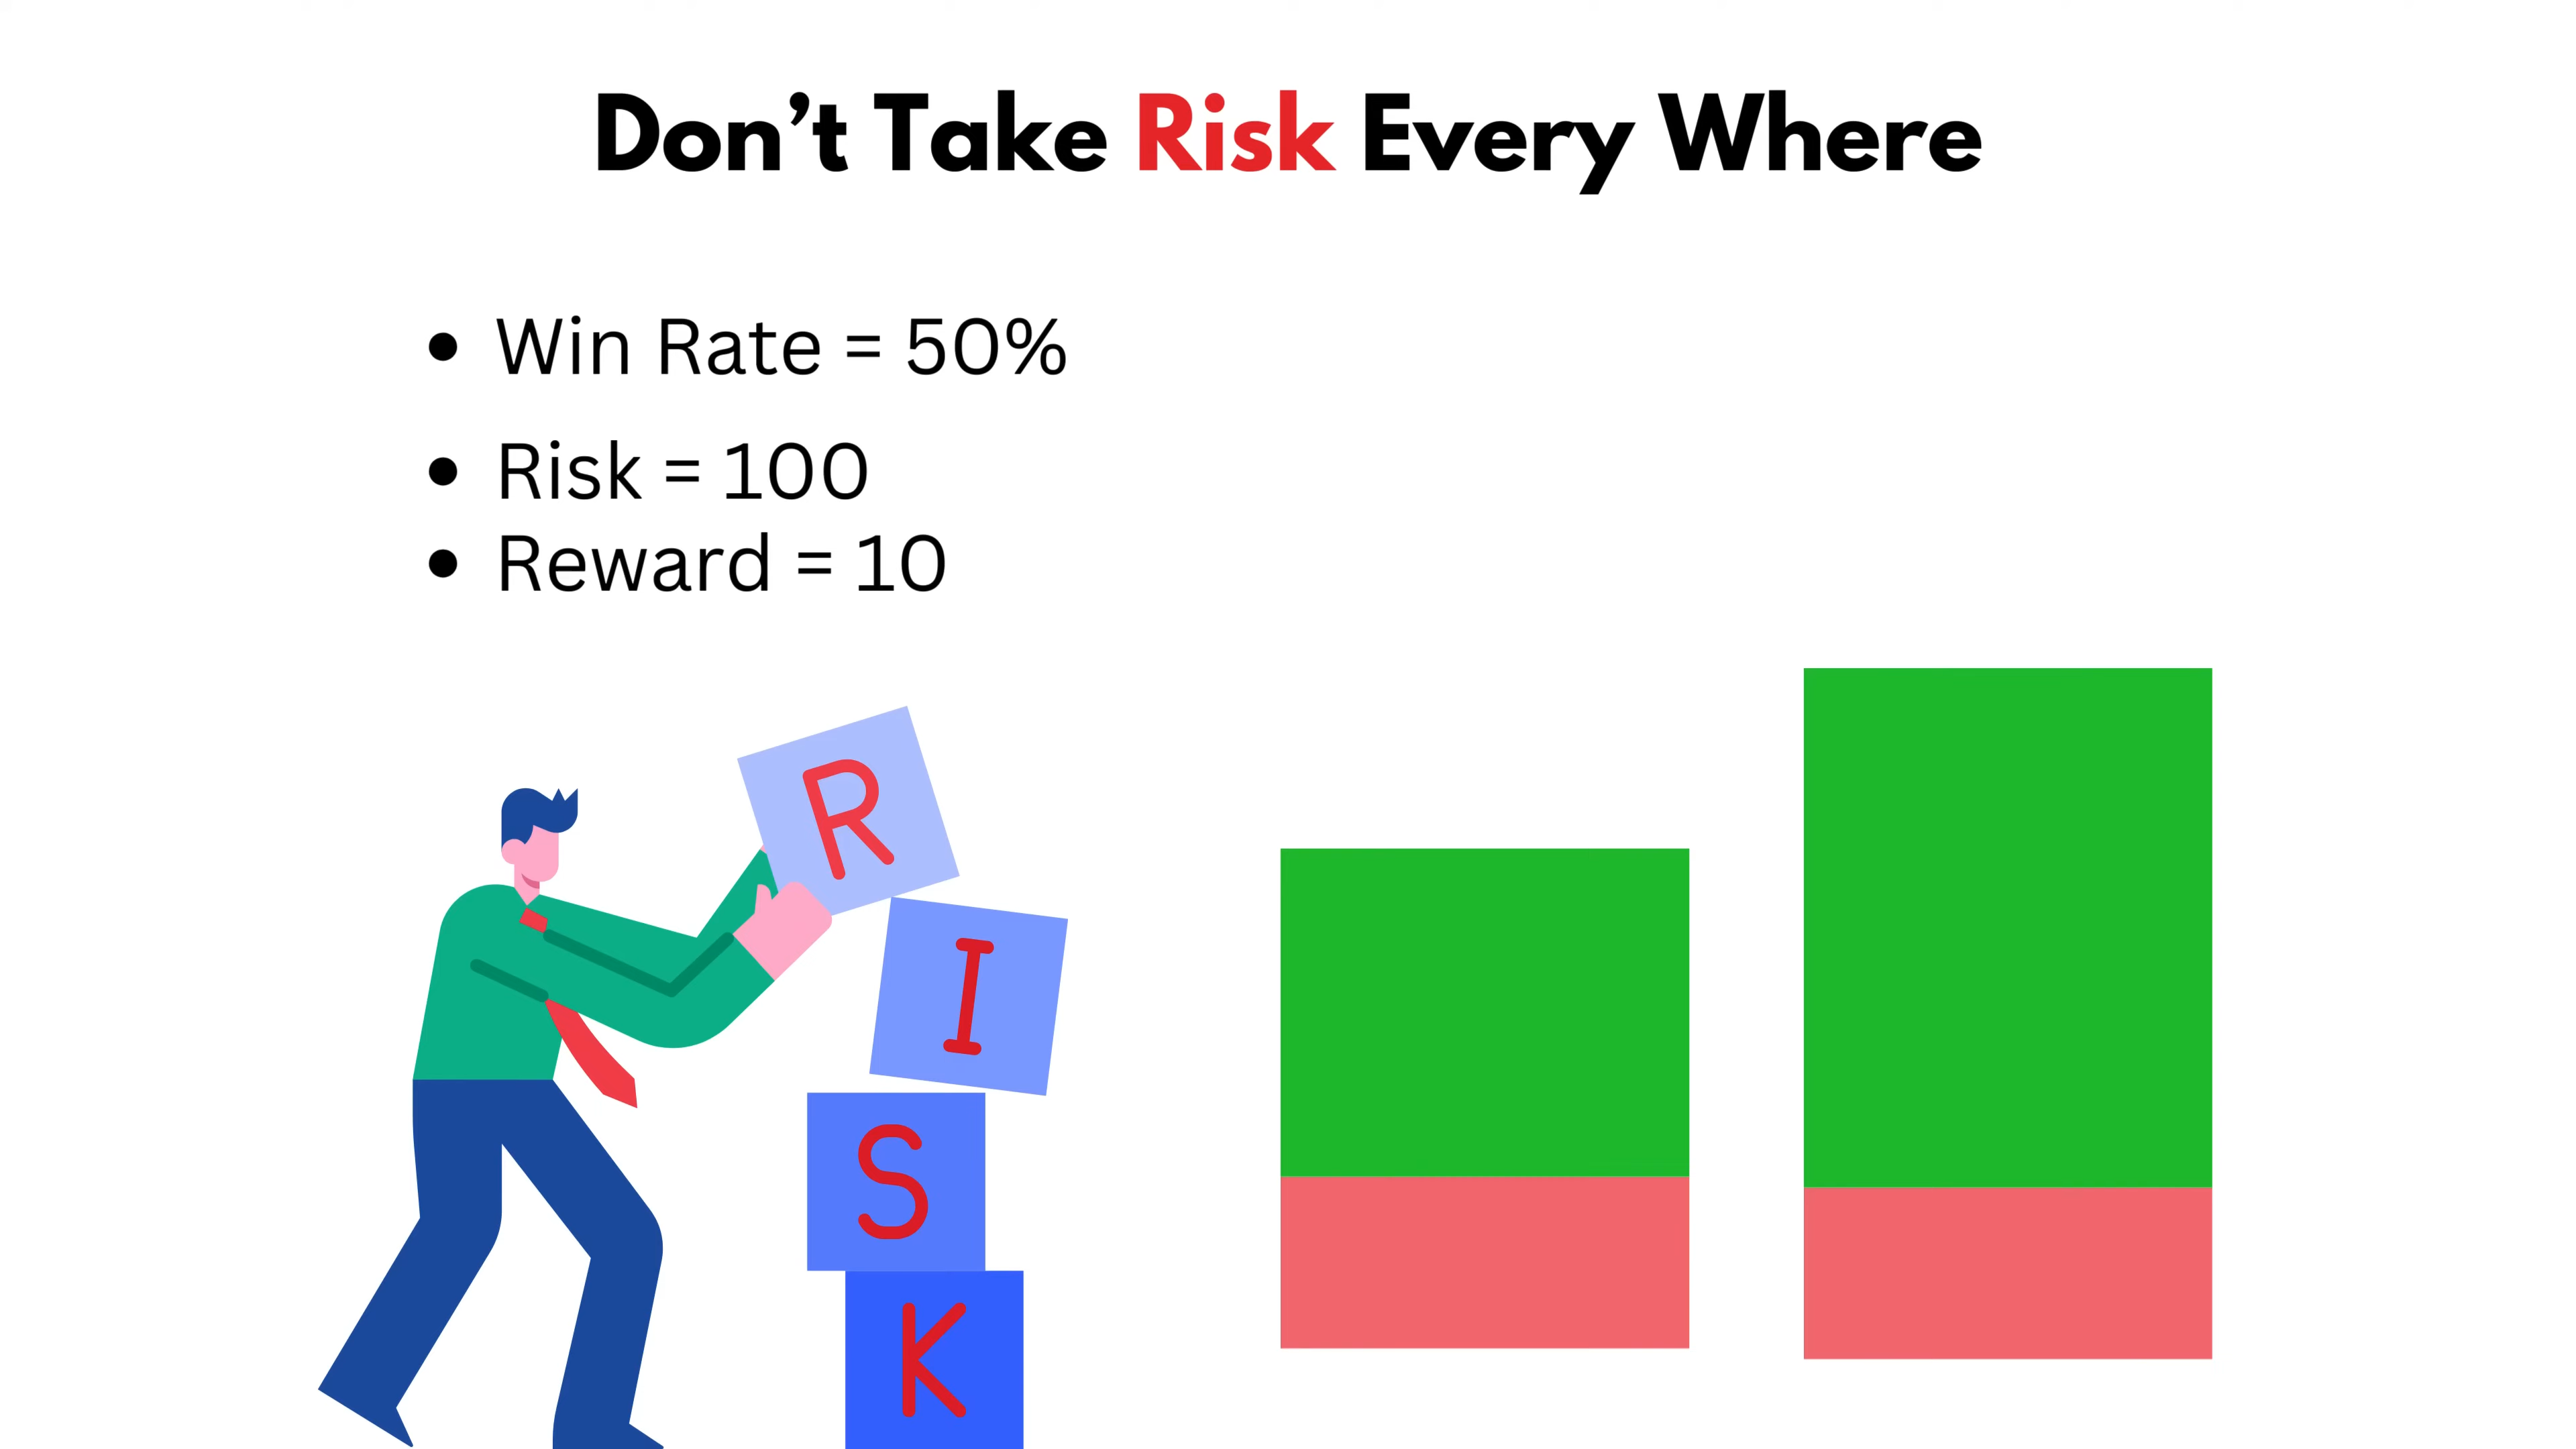 Don’t Take Risk Every Where
• Win Rate = 50%
• Risk = 100
• Reward = 10
R
I
S
K